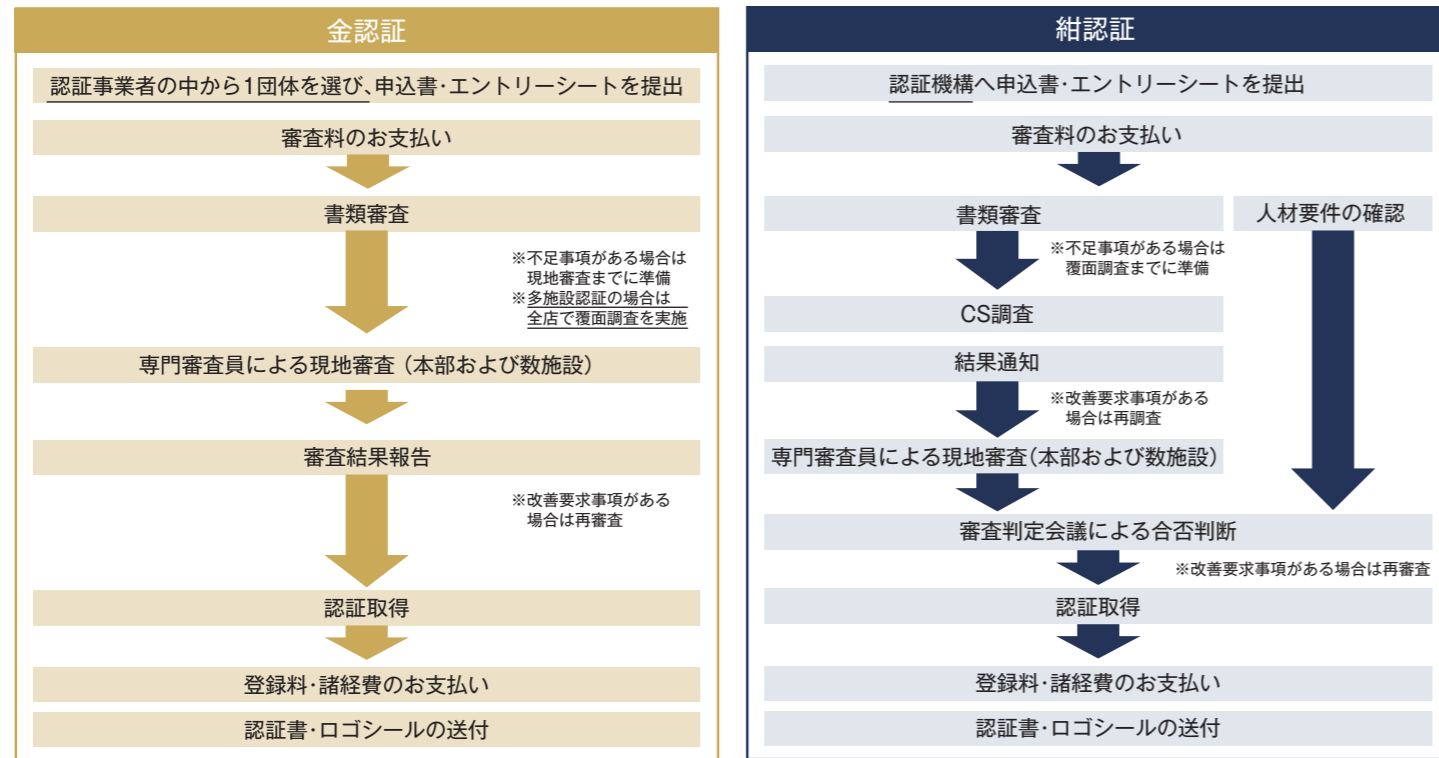 金認証
認証事業者の中から1団体を選び、申込書・エントリーシートを提出
審査料のお支払い
書類審査
※不足事項がある場合は
現地審査までに準備
※多施設認証の場合は
全店で覆面調査を実施
専門審査員による現地審査（本部および数施設）
審査結果報告
※改善要求事項がある
場合は再審査
認証取得
登録料・諸経費のお支払い
認証書・ロゴシールの送付
紺認証
認証機構へ申込書・エントリーシートを提出
審査料のお支払い
書類審査
人材要件の確認
※不足事項がある場合は
覆面調査までに準備
CS調査
結果通知
※改善要求事項がある
場合は再調査
専門審査員による現地審査（本部および数施設）
審査判定会議による合否判断
※改善要求事項がある場合は再審査
認証取得
登録料・諸経費のお支払い
認証書・ロゴシールの送付